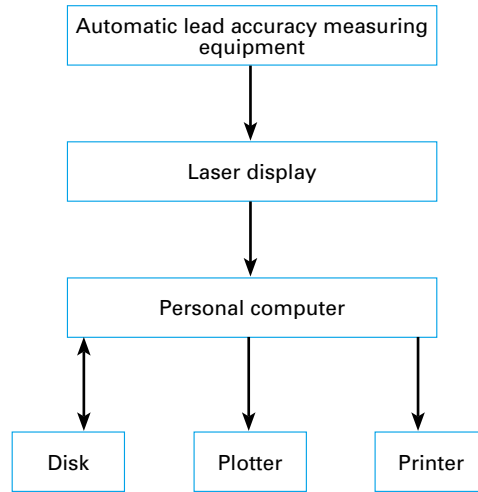 Automatic lead accuracy measuring
equipment
Laser display
Personal computer
Disk
Plotter
Printer